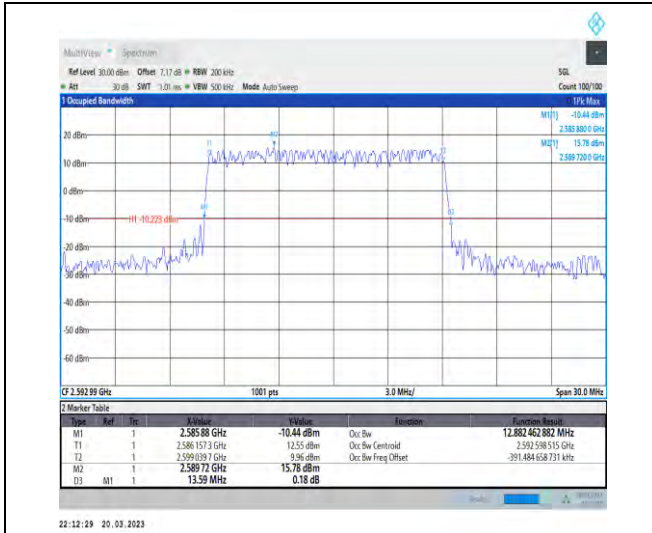 MultiView Spectrum
Ref Level 30.00 dBm Offset 7.17 dB RBW 200 kHz SGL
Att 30 dB SWT 1.01 ms VBW 500 kHz Mode Auto Sweep Count 100/100
1 Occupied Bandwidth 1Pk Max
M1[1] -10.44 dBm
2.585 880 0 GHz
20 dBm
M2[1] 15.78 dBm
2.589 720 0 GHz
10 dBm
0 dBm
M1
D3
-10 dBm
H1 -10.223 dBm
-20 dBm
-30 dBm
-40 dBm
-50 dBm
-60 dBm
CF 2.592 99 GHz 1001 pts 3.0 MHz/ Span 30.0 MHz
2 Marker Table
Type Ref Trc X-Value Y-Value Function Function Result
M1 1 2.585 88 GHz -10.44 dBm Occ Bw 12.882 462 882 MHz
T1 1 2.586 157 3 GHz 12.55 dBm Occ Bw Centroid 2.592 598 515 GHz
T2 1 2.599 039 7 GHz 9.96 dBm Occ Bw Freq Offset -391.484 658 731 kHz
M2 1 2.589 72 GHz 15.78 dBm
D3 M1 1 13.59 MHz 0.18 dB
22:12:29 20.03.2023